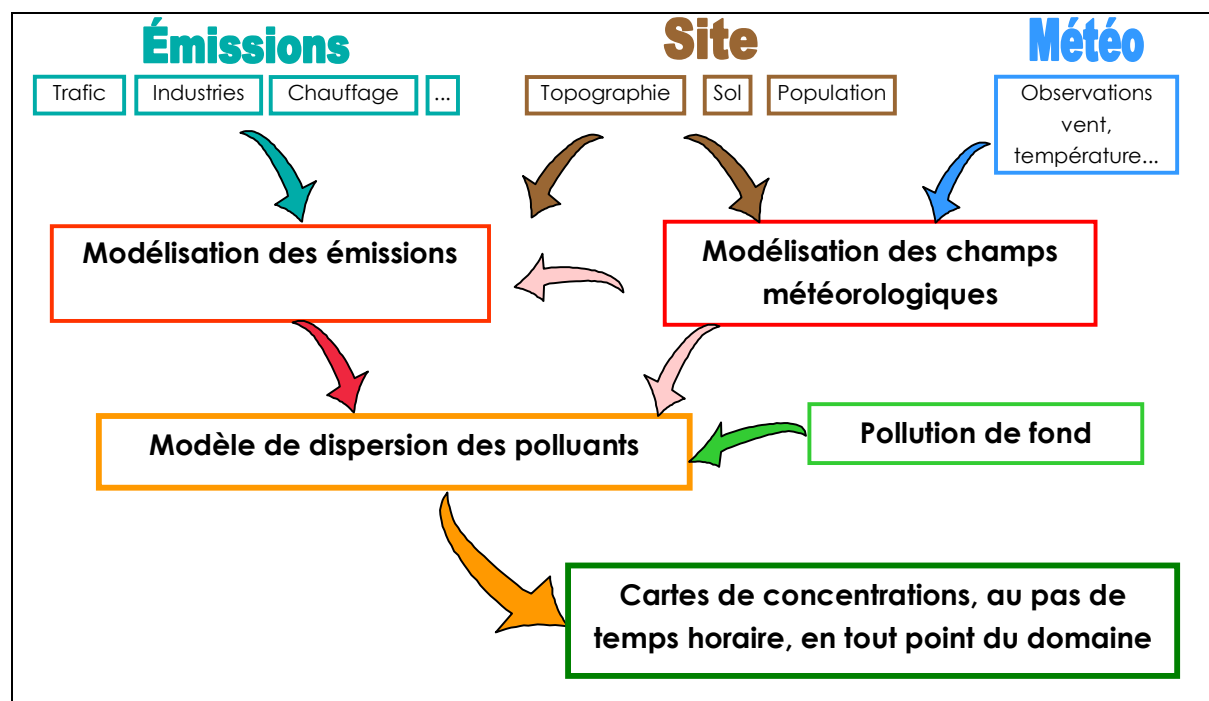 Émissions
Site
Météo
Trafic
Industries
Chauffage
...
Topographie
Sol
Population
Observations
vent,
température...
Modélisation des émissions
Modélisation des champs
météorologiques
Modèle de dispersion des polluants
Pollution de fond
Cartes de concentrations, au pas de
temps horaire, en tout point du domaine